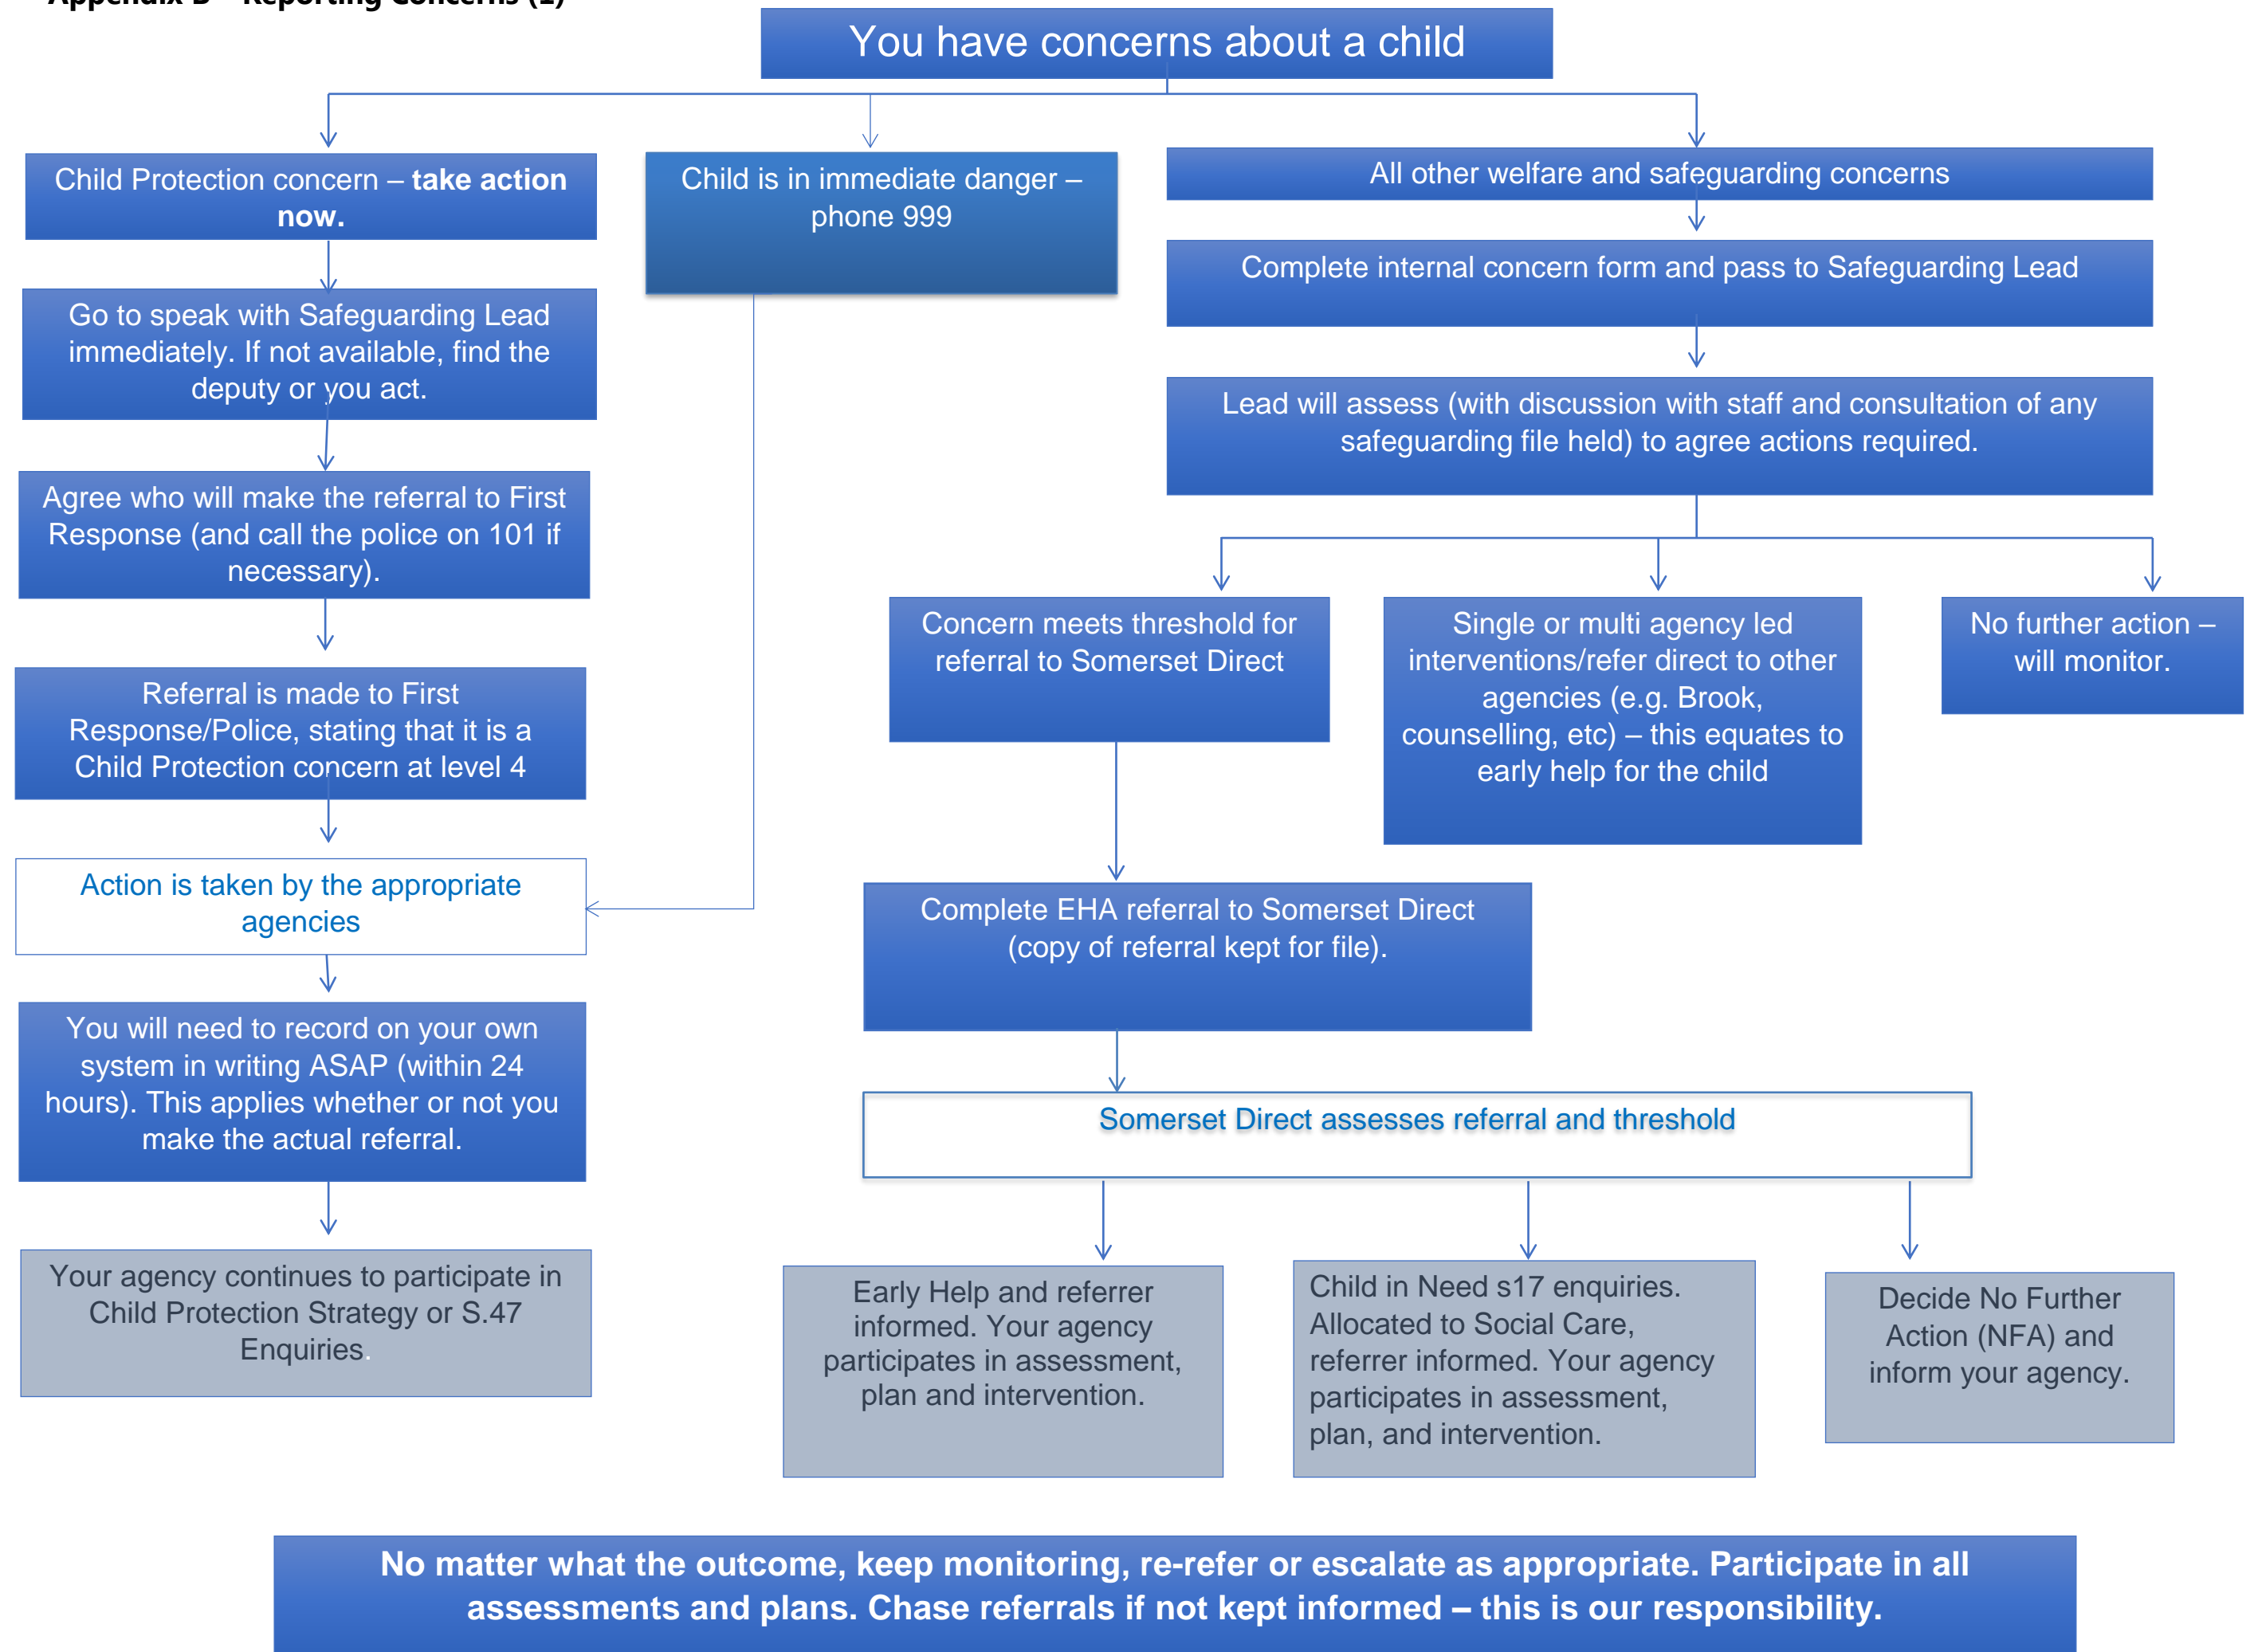 Appendix B – Reporting Concerns (1)
You have concerns about a child
Child Protection concern – take action
now.
Go to speak with Safeguarding Lead
immediately. If not available, find the
deputy or you act.
Agree who will make the referral to First
Response (and call the police on 101 if
necessary).
Referral is made to First
Response/Police, stating that it is a
Child Protection concern at level 4
Action is taken by the appropriate
agencies
You will need to record on your own
system in writing ASAP (within 24
hours). This applies whether or not you
make the actual referral.
Your agency continues to participate in
Child Protection Strategy or S.47
Enquiries.
Child is in immediate danger –
phone 999
All other welfare and safeguarding concerns
Complete internal concern form and pass to Safeguarding Lead
Lead will assess (with discussion with staff and consultation of any
safeguarding file held) to agree actions required.
Concern meets threshold for
referral to Somerset Direct
Single or multi agency led
interventions/refer direct to other
agencies (e.g. Brook,
counselling, etc) – this equates to
early help for the child
No further action –
will monitor.
Complete EHA referral to Somerset Direct
(copy of referral kept for file).
Somerset Direct assesses referral and threshold
Early Help and referrer
informed. Your agency
participates in assessment,
plan and intervention.
Child in Need s17 enquiries.
Allocated to Social Care,
referrer informed. Your agency
participates in assessment,
plan, and intervention.
Decide No Further
Action (NFA) and
inform your agency.
No matter what the outcome, keep monitoring, re-refer or escalate as appropriate. Participate in all
assessments and plans. Chase referrals if not kept informed – this is our responsibility.